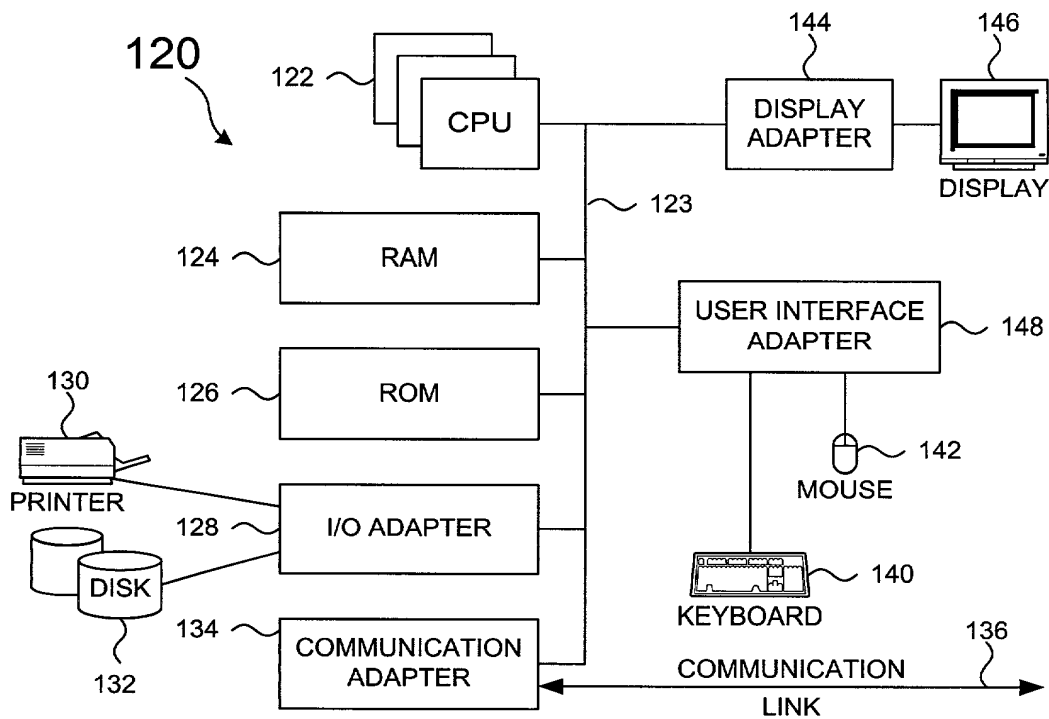 120
122
CPU
144
DISPLAY
ADAPTER
146
DISPLAY
123
124
RAM
USER INTERFACE
ADAPTER
148
126
ROM
130
PRINTER
142
MOUSE
128
I/O ADAPTER
DISK
132
140
KEYBOARD
134
COMMUNICATION
ADAPTER
COMMUNICATION
LINK
136